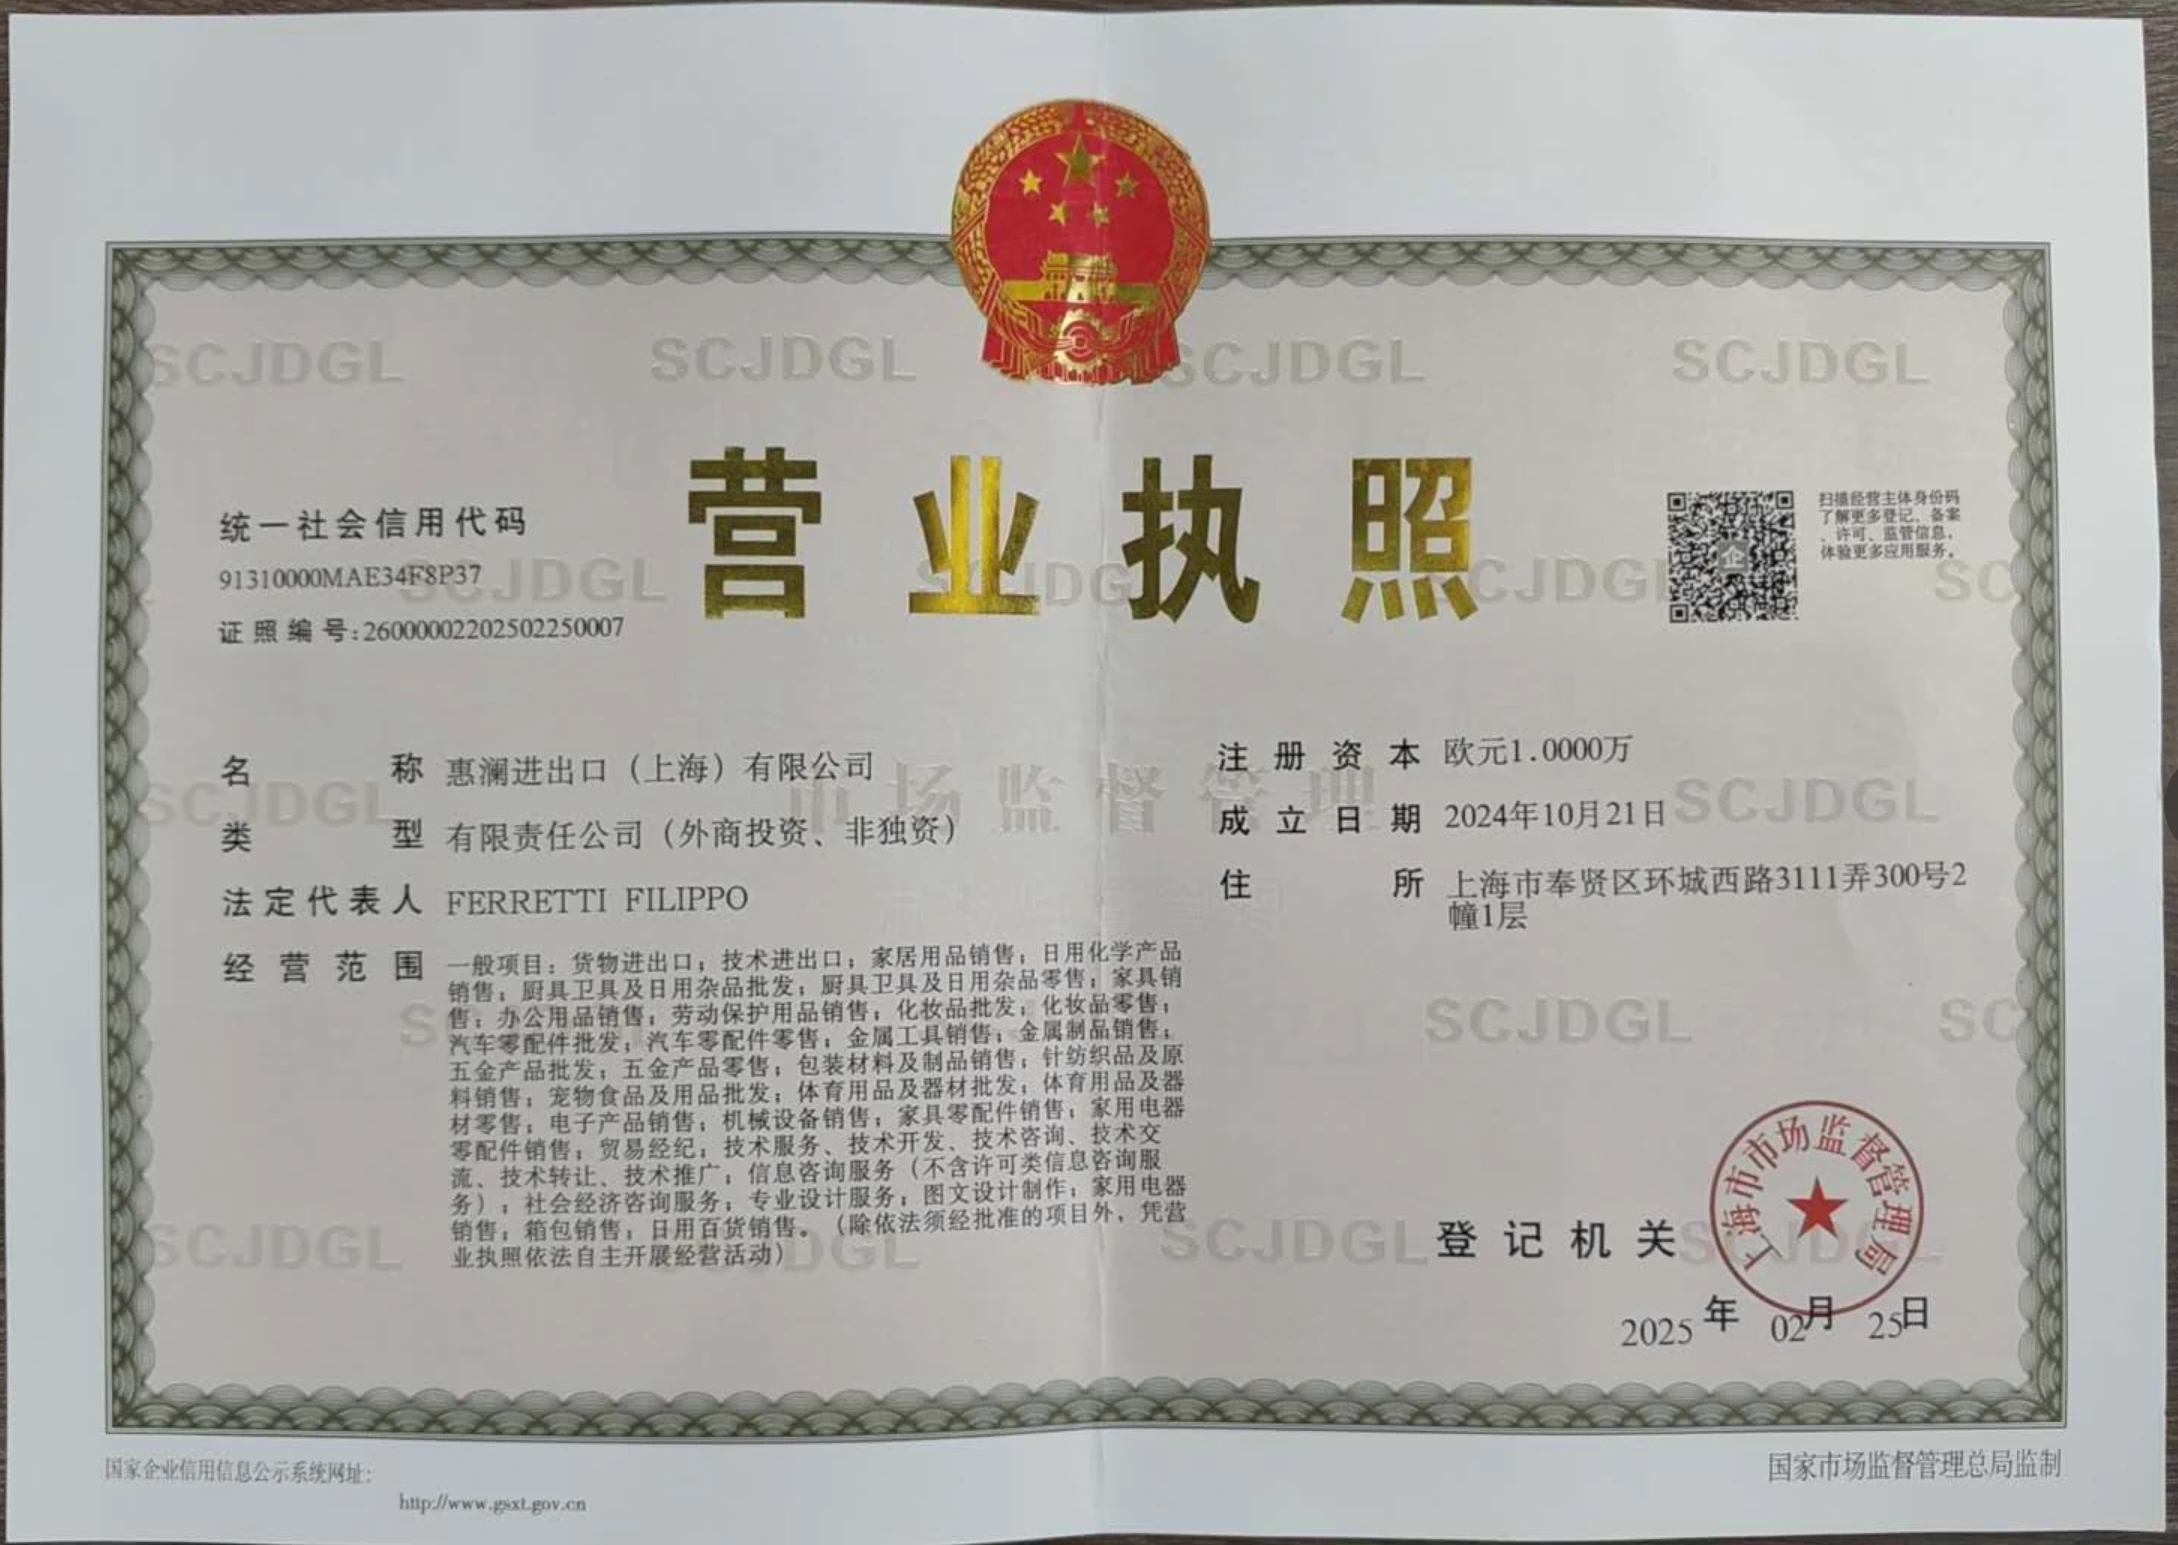 SCJDGL
SCJDGL
SCJDGL
SCJDGL
营业执照
统一社会信用代码
91310000MAE34F8P37
证照编号:26000002202502250007
扫描经营主体身份码
了解更多登记、备案
、许可、监管信息,
体验更多应用服务。
企
SCJDGL
SCJDGL
SCJDGL
SC
名称 惠澜进出口（上海）有限公司
类型 有限责任公司（外商投资、非独资）
法定代表人 FERRETTI FILIPPO
经营范围 一般项目：货物进出口；技术进出口；家居用品销售；日用化学产品
销售；厨具卫具及日用杂品批发；厨具卫具及日用杂品零售；家具销
售；办公用品销售；劳动保护用品销售；化妆品批发；化妆品零售；
汽车零配件批发；汽车零配件零售；金属工具销售；金属制品销售；
五金产品批发；五金产品零售；包装材料及制品销售；针纺织品及原
料销售；宠物食品及用品批发；体育用品及器材批发；体育用品及器
材零售；电子产品销售；机械设备销售；家具零配件销售；家用电器
零配件销售；贸易经纪；技术服务、技术开发、技术咨询、技术交
流、技术转让、技术推广；信息咨询服务（不含许可类信息咨询服
务）；社会经济咨询服务；专业设计服务；图文设计制作；家用电器
销售；箱包销售；日用百货销售。（除依法须经批准的项目外，凭营
业执照依法自主开展经营活动）
注册资本 欧元1.0000万
成立日期 2024年10月21日
住所 上海市奉贤区环城西路3111弄300号2
幢1层
市场监督管理
SCJDGL
SCJDGL
SCJDGL
SC
SCJDGL
SCJDGL
登记机关
上海市市场监督管理局
2025年02月25日
国家企业信用信息公示系统网址：
http://www.gsxt.gov.cn
国家市场监督管理总局监制